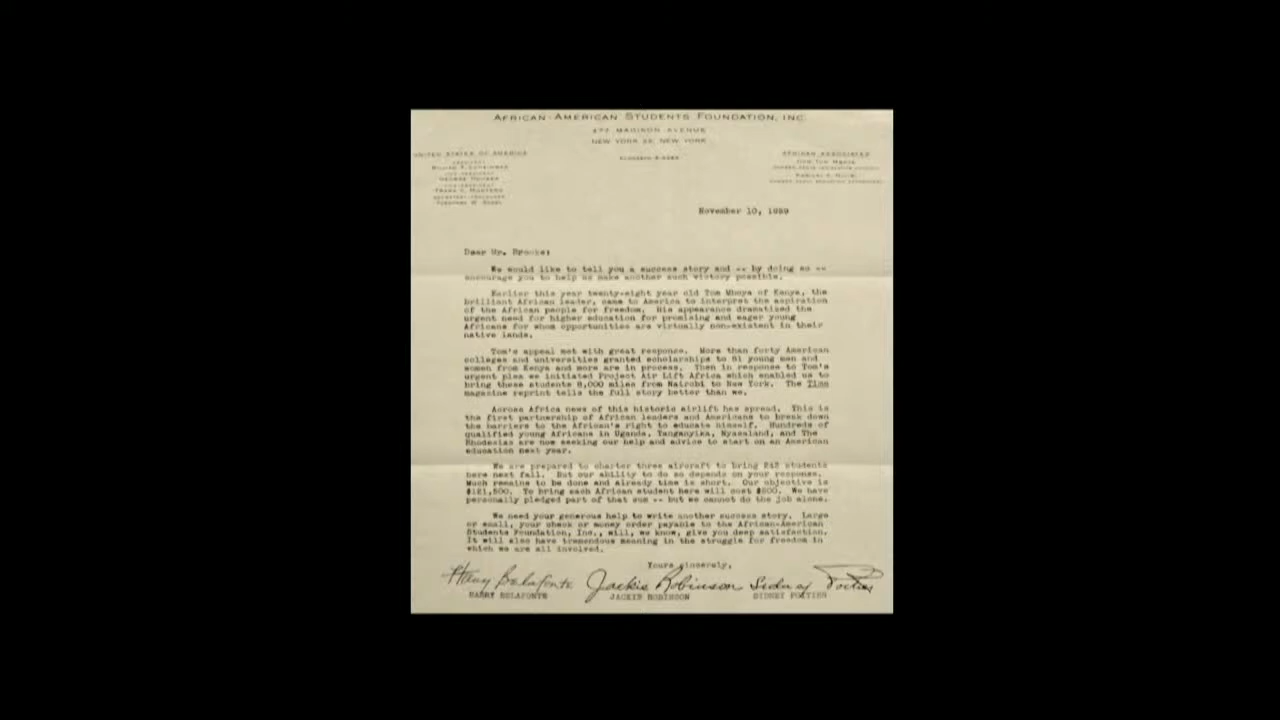 AFRICAN-AMERICAN STUDENTS FOUNDATION, INC.
MADISON AVENUE
NEW YORK, NEW YORK
UNITED STATES OF AMERICA
AFRICAN ASSOCIATES
November 10, 1959
Dear Mr. Brooks:
We would like to tell you a success story and -- by doing so --
encourage you to help us make another such victory possible.
Earlier this year twenty-eight year old Tom Mboya of Kenya, the
brilliant African leader, came to America to interpret the aspiration
of the African people for freedom. His appearance dramatized the
urgent need for higher education for promising and eager young
Africans for whom opportunities are virtually non-existent in their
native lands.
Tom's appeal met with great response. More than forty American
colleges and universities granted scholarships to 81 young men and
women from Kenya and more are in process. Then in response to Tom's
urgent plea we initiated Project Air Lift Africa which enabled us to
bring these students 8,000 miles from Nairobi to New York. The Time
magazine reprint tells the full story better than we.
Across Africa news of this historic airlift has spread. This is
the first partnership of African leaders and Americans to break down
the barriers to the African's right to educate himself. Hundreds of
qualified young Africans in Uganda, Tanganyika, Nyasaland, and The
Rhodesias are now seeking our help and advice to start on an American
education next year.
We are prepared to charter three aircraft to bring 243 students
here next fall. But our ability to do so depends on your response.
Much remains to be done and already time is short. Our objective is
$121,500. To bring each African student here will cost $500. We have
personally pledged part of that sum -- but we cannot do the job alone.
We need your generous help to write another success story. Large
or small, your check or money order payable to the African-American
Students Foundation, Inc., will, we know, give you deep satisfaction.
It will also have tremendous meaning in the struggle for freedom in
which we are all involved.
Yours sincerely,
Harry Belafonte Jackie Robinson Sidney Poitier
HARRY BELAFONTE JACKIE ROBINSON SIDNEY POITIER